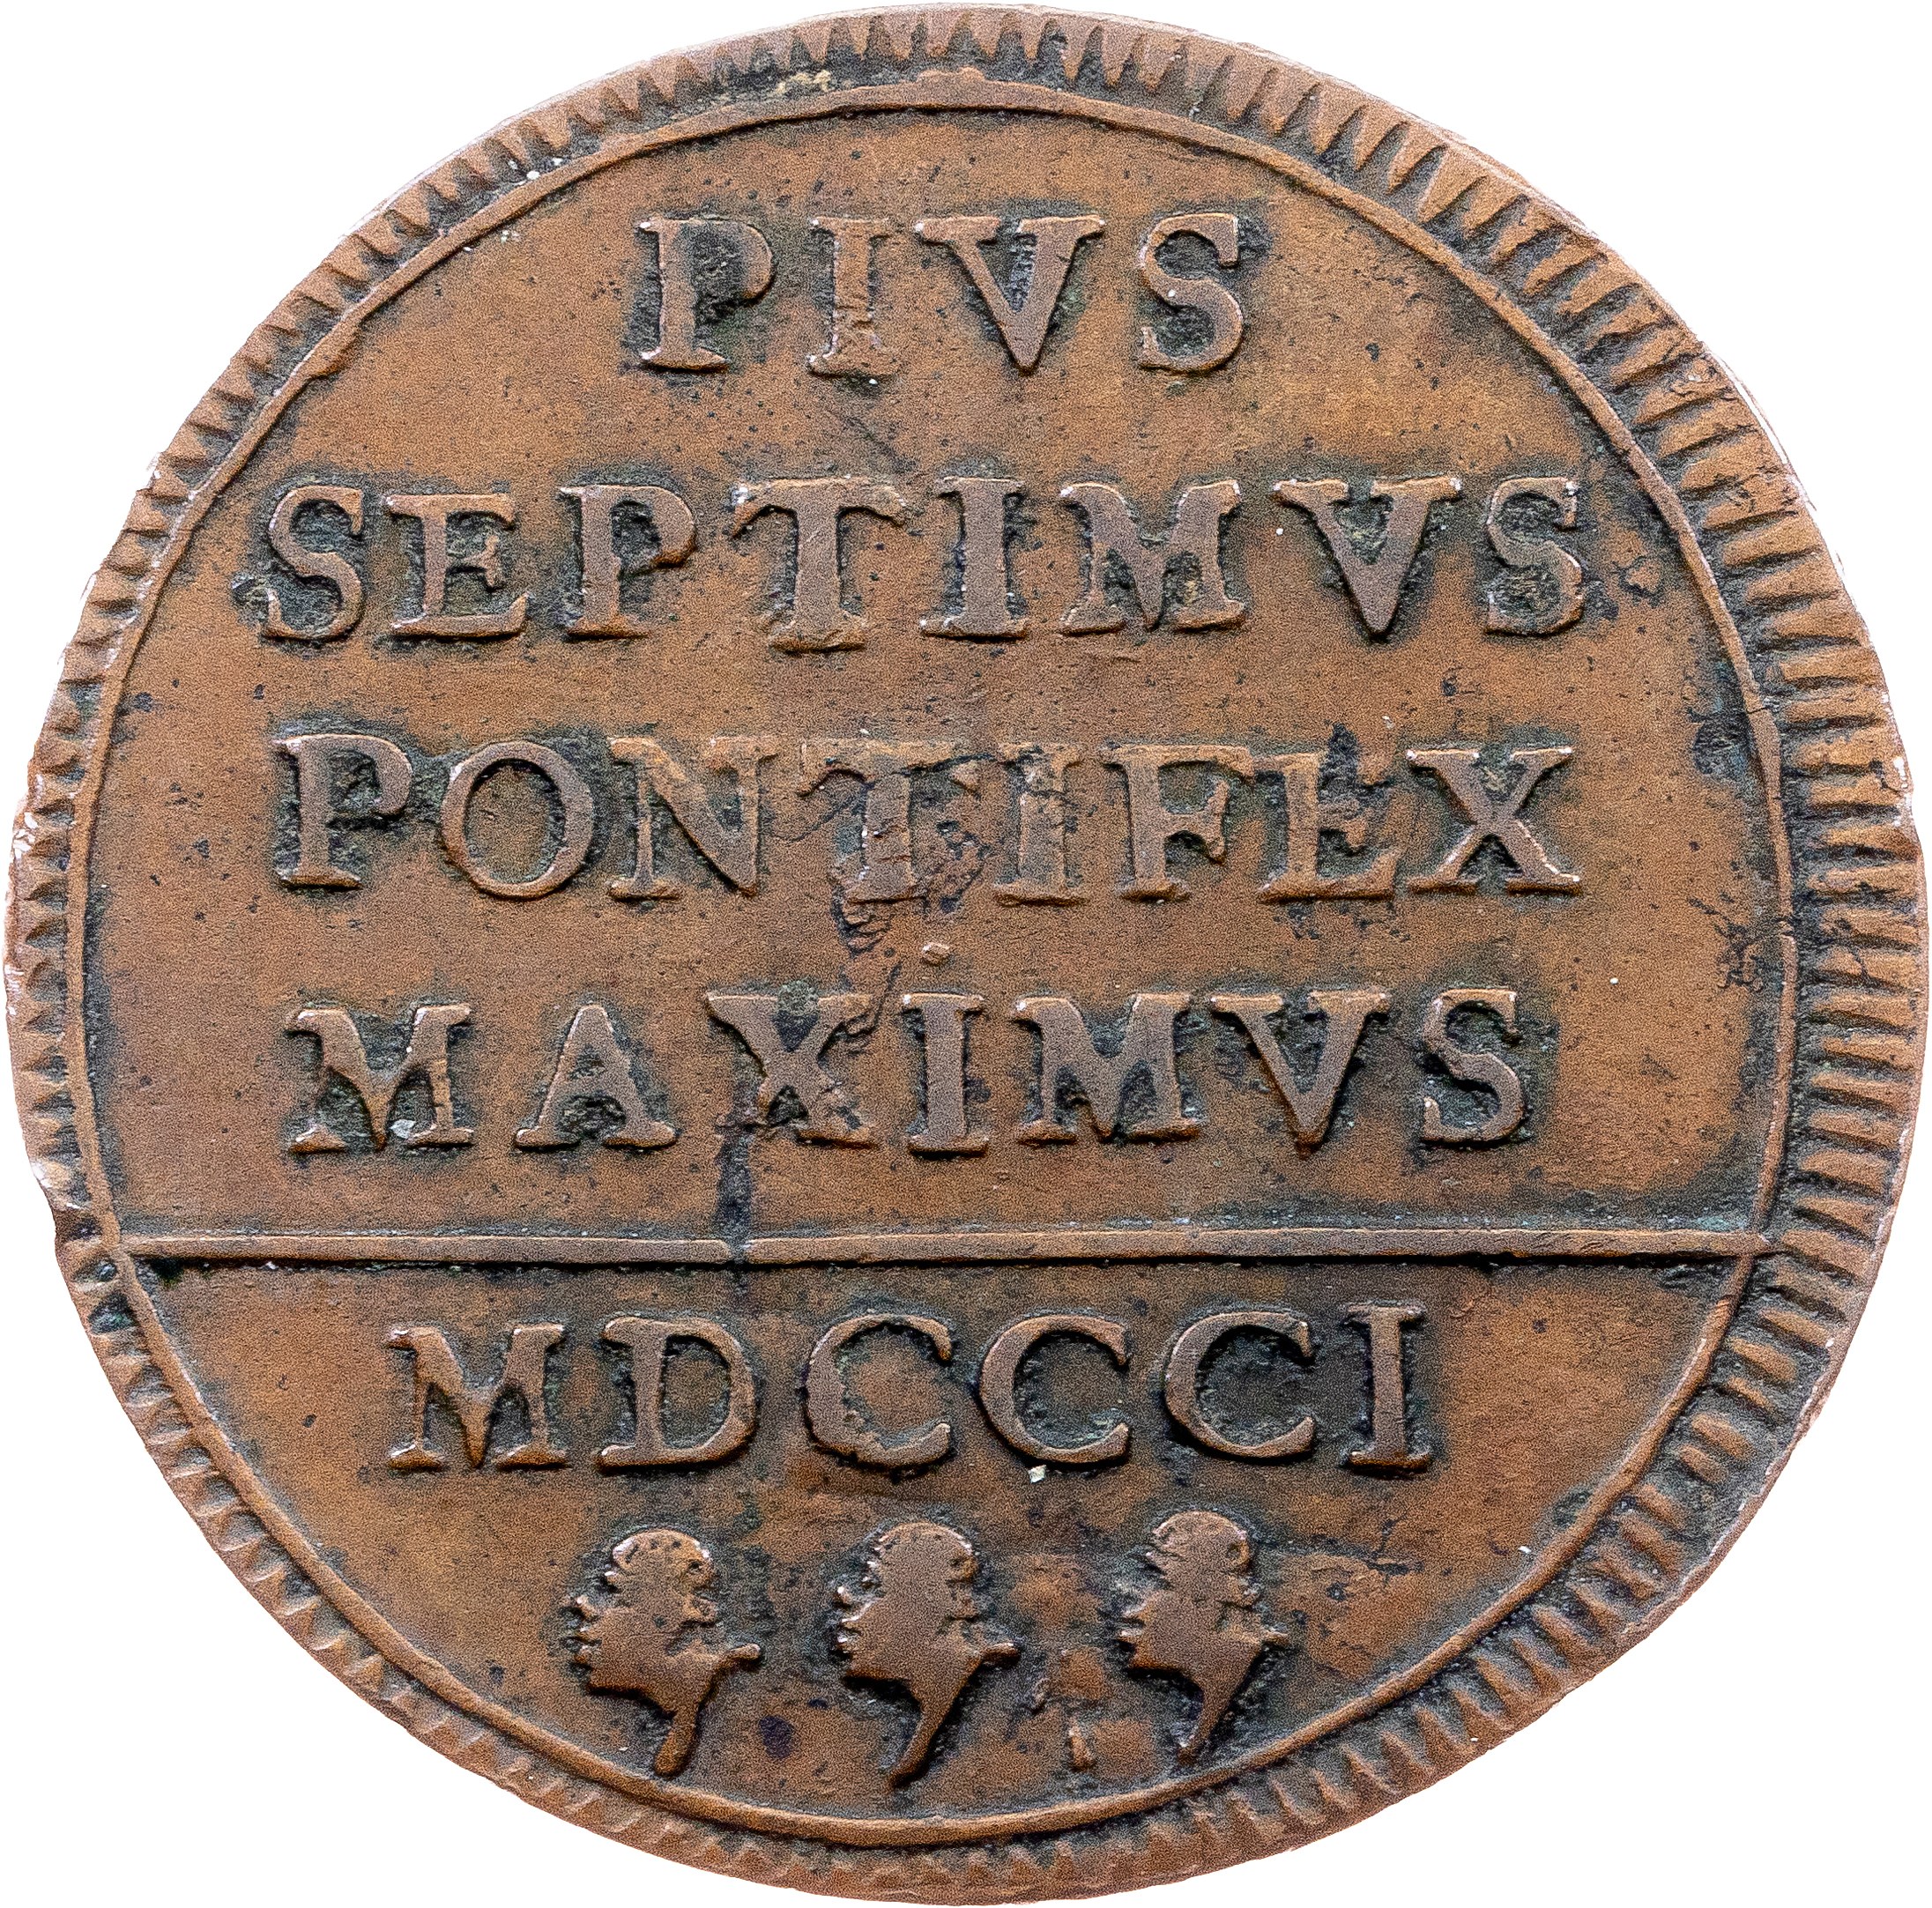 PIVS
SEPTIMVS
PONTIFEX
MAXIMVS
MDCCCI